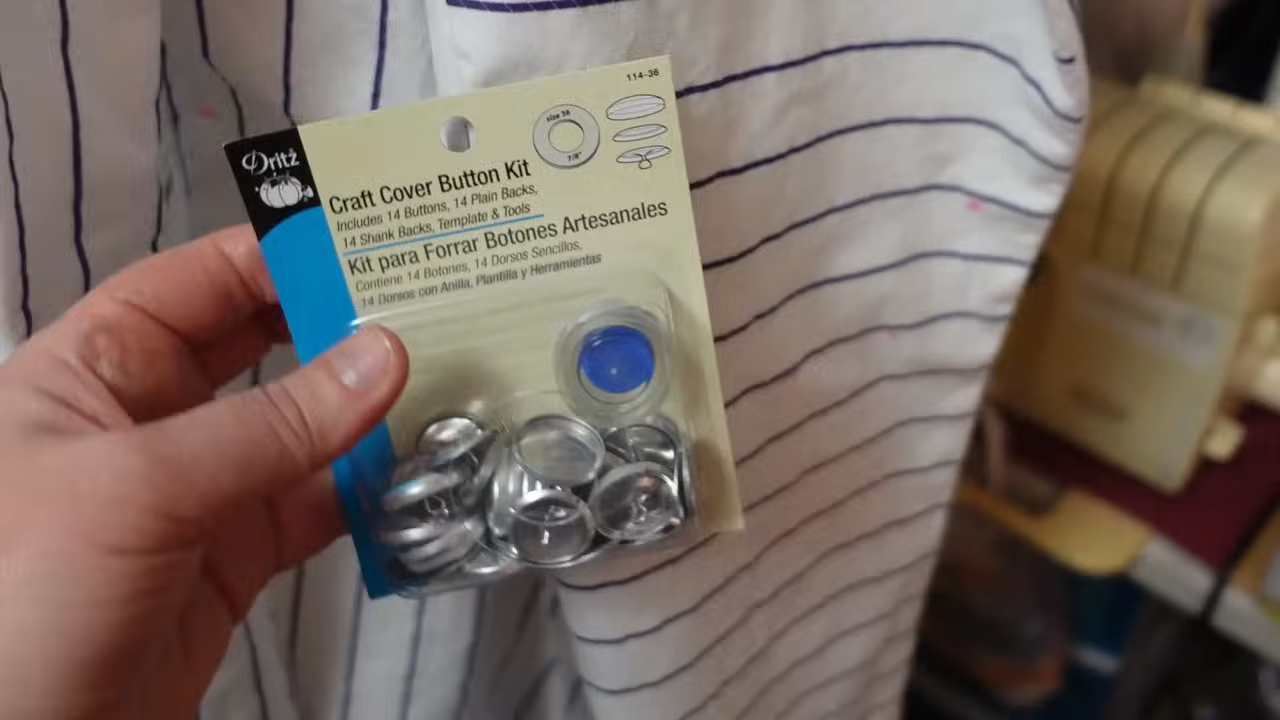 114-36
Dritz
size 36
7/8"
Craft Cover Button Kit
Includes 14 Buttons, 14 Plain Backs,
14 Shank Backs, Template & Tools
Kit para Forrar Botones Artesanales
Contiene 14 Botones, 14 Dorsos Sencillos,
14 Dorsos con Anilla, Plantilla y Herramientas